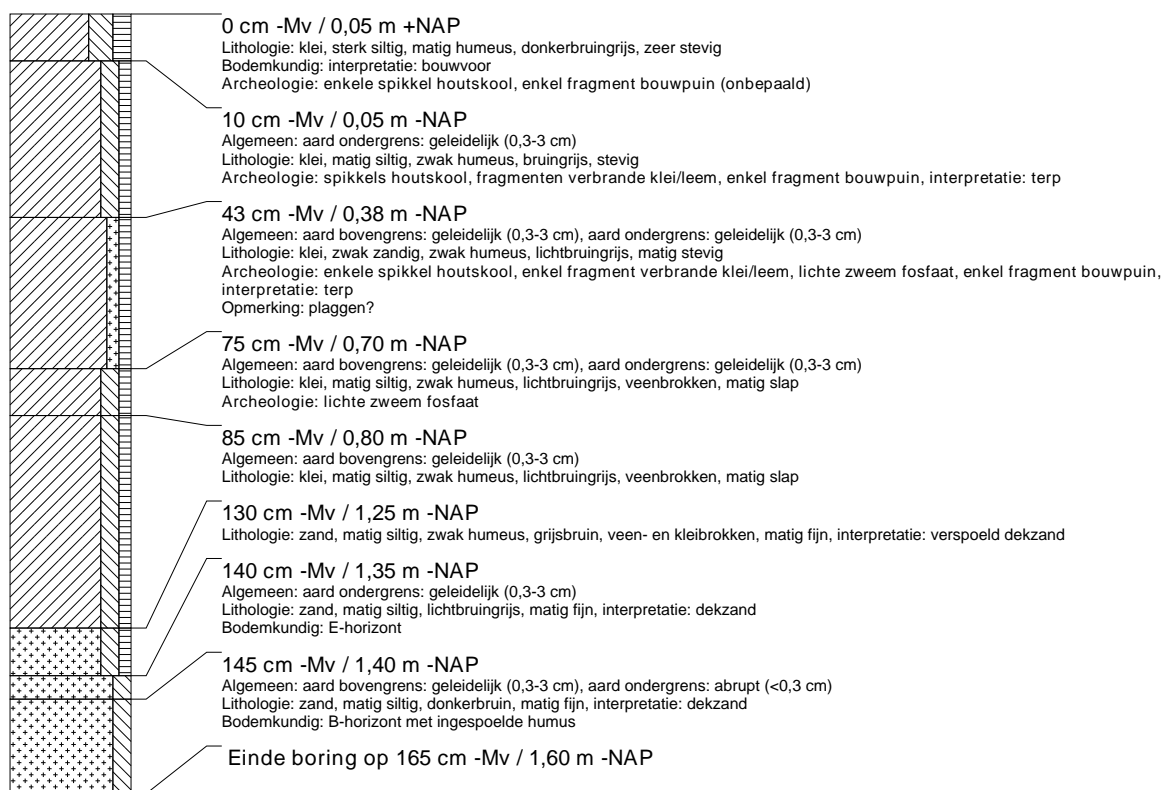 0 cm -Mv / 0,05 m +NAP
Lithologie: klei, sterk siltig, matig humeus, donkerbruingrijs, zeer stevig
Bodemkundig: interpretatie: bouwvoor
Archeologie: enkele spikkel houtskool, enkel fragment bouwpuin (onbepaald)
10 cm -Mv / 0,05 m -NAP
Algemeen: aard ondergrens: geleidelijk (0,3-3 cm)
Lithologie: klei, matig siltig, zwak humeus, bruingrijs, stevig
Archeologie: spikkels houtskool, fragmenten verbrande klei/leem, enkel fragment bouwpuin, interpretatie: terp
43 cm -Mv / 0,38 m -NAP
Algemeen: aard bovengrens: geleidelijk (0,3-3 cm), aard ondergrens: geleidelijk (0,3-3 cm)
Lithologie: klei, zwak zandig, zwak humeus, lichtbruingrijs, matig stevig
Archeologie: enkele spikkel houtskool, enkel fragment verbrande klei/leem, lichte zweem fosfaat, enkel fragment bouwpuin,
interpretatie: terp
Opmerking: plaggen?
75 cm -Mv / 0,70 m -NAP
Algemeen: aard bovengrens: geleidelijk (0,3-3 cm), aard ondergrens: geleidelijk (0,3-3 cm)
Lithologie: klei, matig siltig, zwak humeus, lichtbruingrijs, veenbrokken, matig slap
Archeologie: lichte zweem fosfaat
85 cm -Mv / 0,80 m -NAP
Algemeen: aard bovengrens: geleidelijk (0,3-3 cm)
Lithologie: klei, matig siltig, zwak humeus, lichtbruingrijs, veenbrokken, matig slap
130 cm -Mv / 1,25 m -NAP
Lithologie: zand, matig siltig, zwak humeus, grijsbruin, veen- en kleibrokken, matig fijn, interpretatie: verspoeld dekzand
140 cm -Mv / 1,35 m -NAP
Algemeen: aard ondergrens: geleidelijk (0,3-3 cm)
Lithologie: zand, matig siltig, lichtbruingrijs, matig fijn, interpretatie: dekzand
Bodemkundig: E-horizont
145 cm -Mv / 1,40 m -NAP
Algemeen: aard bovengrens: geleidelijk (0,3-3 cm), aard ondergrens: abrupt (<0,3 cm)
Lithologie: zand, matig siltig, donkerbruin, matig fijn, interpretatie: dekzand
Bodemkundig: B-horizont met ingespoelde humus
Einde boring op 165 cm -Mv / 1,60 m -NAP